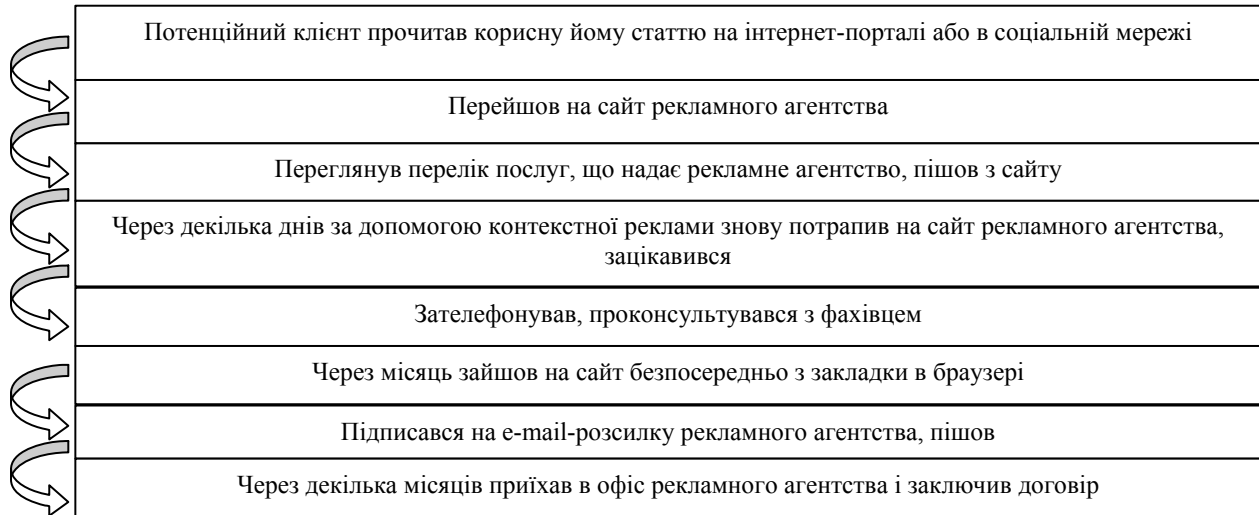 Потенційний клієнт прочитав корисну йому статтю на інтернет-порталі або в соціальній мережі
Перейшов на сайт рекламного агентства
Переглянув перелік послуг, що надає рекламне агентство, пішов з сайту
Через декілька днів за допомогою контекстної реклами знову потрапив на сайт рекламного агентства,
зацікавився
Зателефонував, проконсультувався з фахівцем
Через місяць зайшов на сайт безпосередньо з закладки в браузері
Підписався на e-mail-розсилку рекламного агентства, пішов
Через декілька місяців приїхав в офіс рекламного агентства і заключив договір